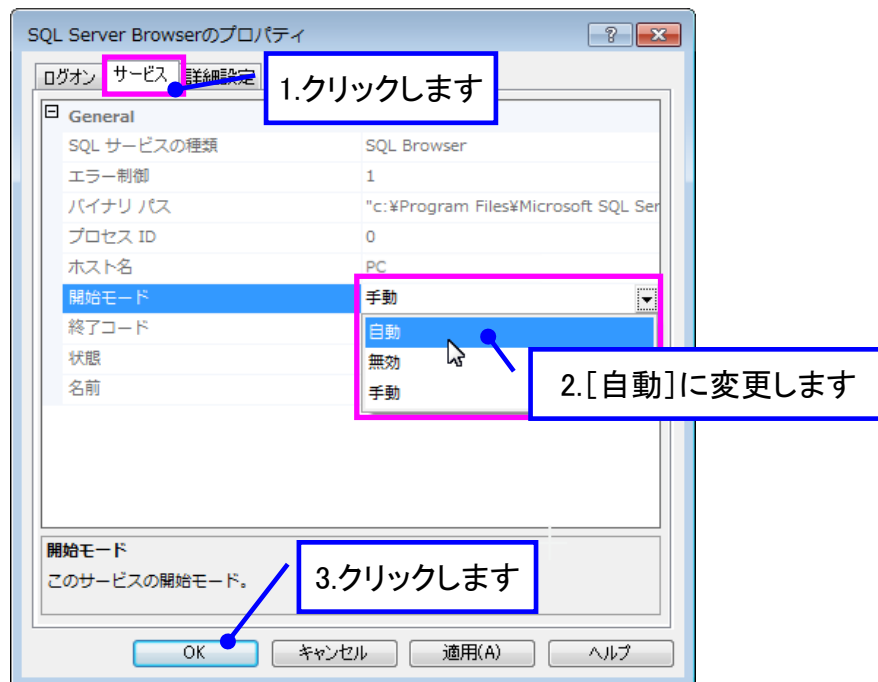 SQL Server Browserのプロパティ
ログオン サービス 詳細設定
1.クリックします
General
SQL サービスの種類 SQL Browser
エラー制御 1
バイナリ パス "c:¥Program Files¥Microsoft SQL Ser
プロセス ID 0
ホスト名 PC
開始モード 手動
終了コード 自動
状態 無効
名前 手動
2.[自動]に変更します
開始モード
このサービスの開始モード。
3.クリックします
OK キャンセル 適用(A) ヘルプ